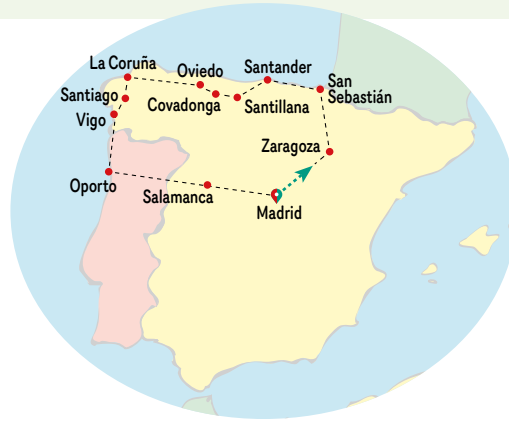 La Coruña
Oviedo
Santander
San
Sebastián
Santiago
Covadonga
Santillana
Vigo
Zaragoza
Oporto
Salamanca
Madrid